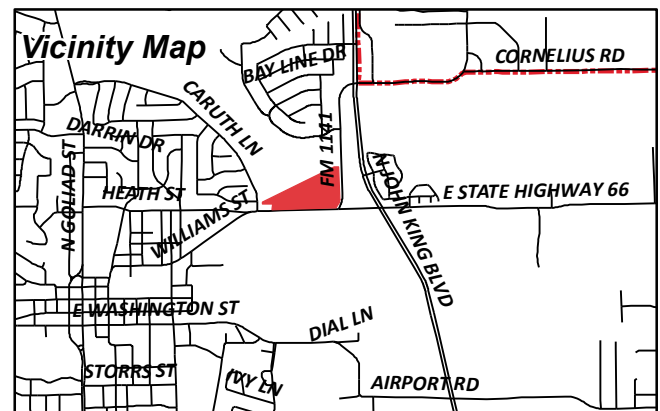 Vicinity Map
BAY LINE DR
CORNELIUS RD
CARUTH LN
FM 1141
DARRIN DR
N GOLIAD ST
HEATH ST
N JOHN KING BLVD
E STATE HIGHWAY 66
WILLIAMS ST
E WASHINGTON ST
DIAL LN
STORRS ST
IVY LN
AIRPORT RD